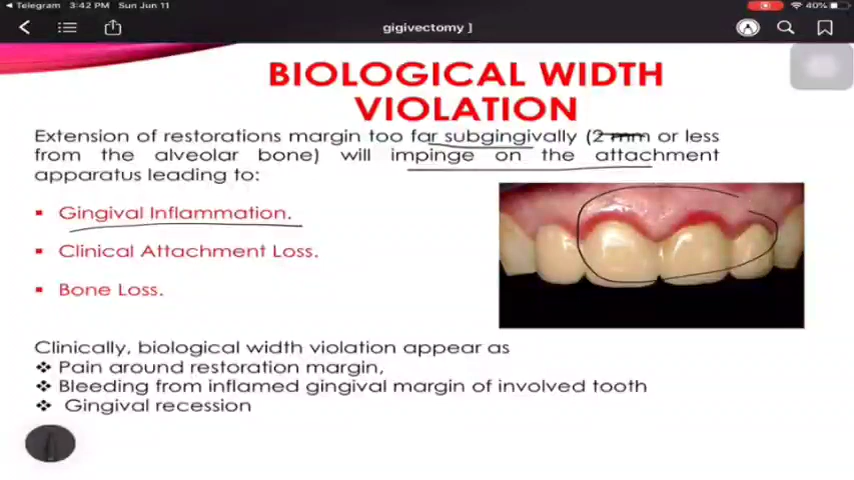 Telegram 3:42 PM Sun Jun 11 40%
gigivectomy ]
BIOLOGICAL WIDTH
VIOLATION
Extension of restorations margin too far subgingivally (2 mm or less
from the alveolar bone) will impinge on the attachment
apparatus leading to:
Gingival Inflammation.
Clinical Attachment Loss.
Bone Loss.
Clinically, biological width violation appear as
Pain around restoration margin,
Bleeding from inflamed gingival margin of involved tooth
Gingival recession